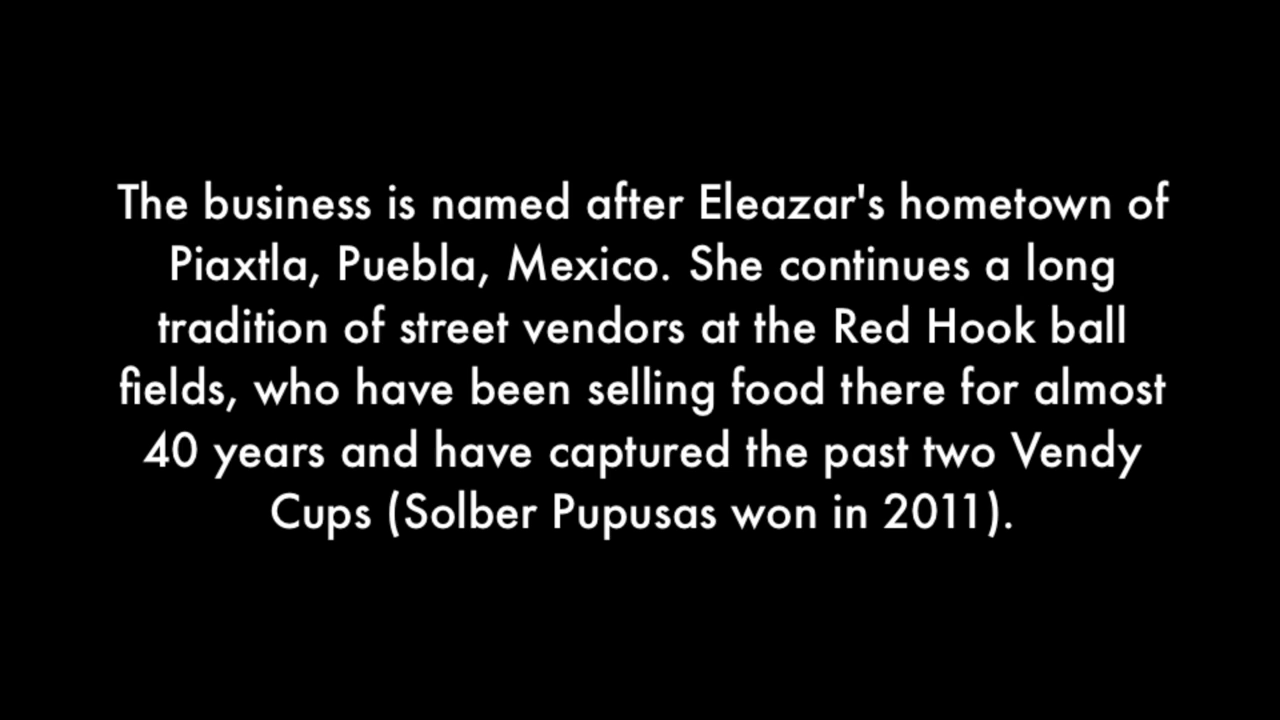 The business is named after Eleazar's hometown of
Piaxtla, Puebla, Mexico. She continues a long
tradition of street vendors at the Red Hook ball
fields, who have been selling food there for almost
40 years and have captured the past two Vendy
Cups (Solber Pupusas won in 2011).